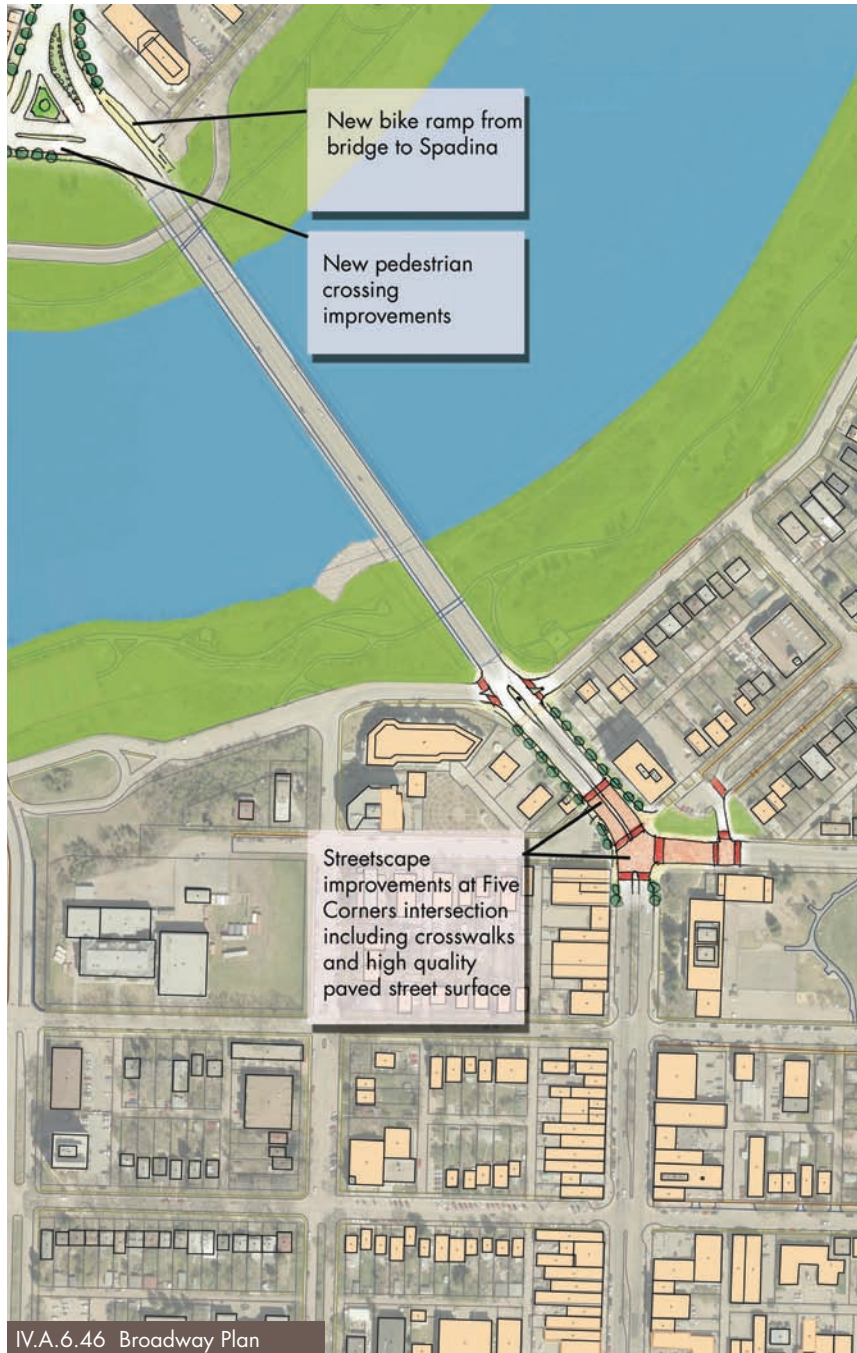 New bike ramp from
bridge to Spadina
New pedestrian
crossing
improvements
Streetscape
improvements at Five
Corners intersection
including crosswalks
and high quality
paved street surface
IV.A.6.46 Broadway Plan